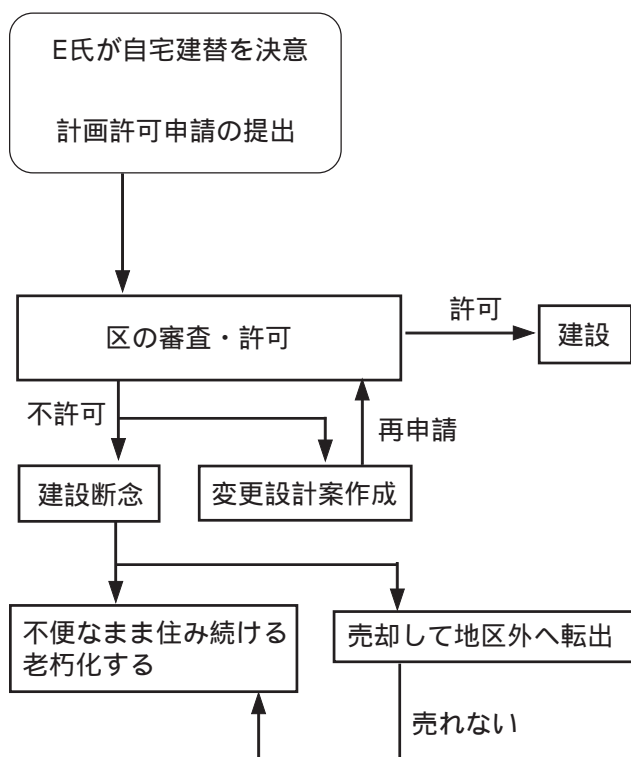 E氏が自宅建替を決意
計画許可申請の提出
区の審査・許可
許可
建設
不許可
再申請
建設断念
変更設計案作成
不便なまま住み続ける
老朽化する
売却して地区外へ転出
売れない